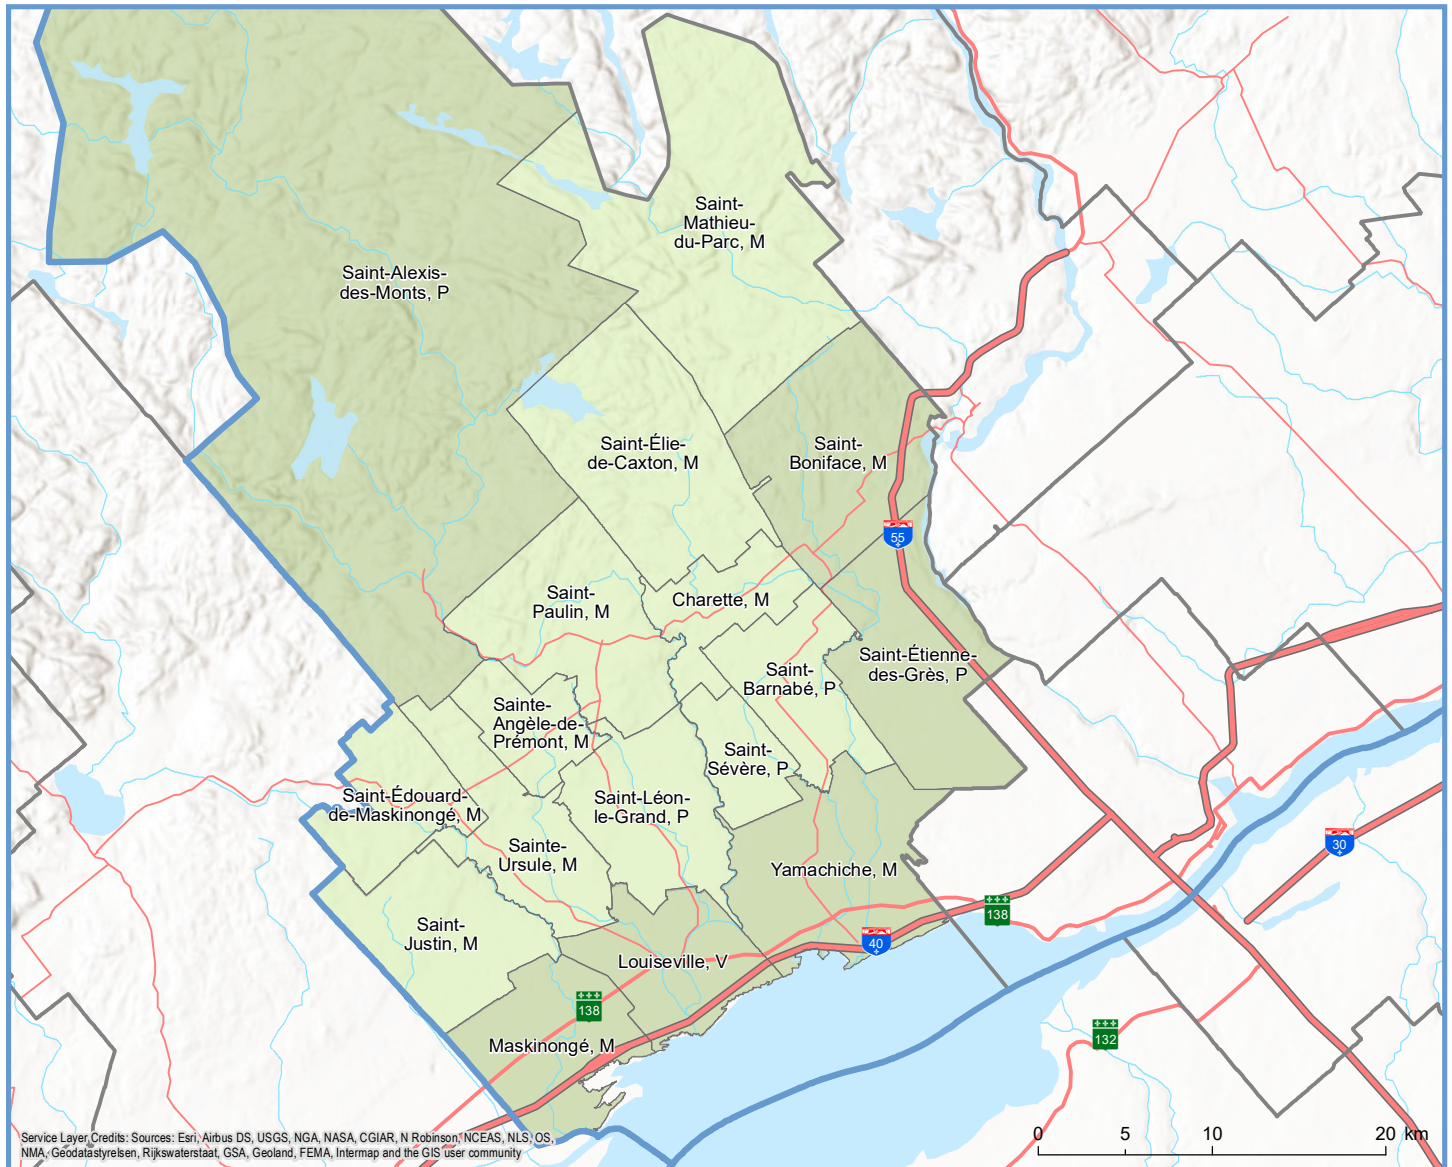 Saint-
Mathieu-
du-Parc, M
Saint-Alexis-
des-Monts, P
Saint-Élie-
de-Caxton, M
Saint-
Boniface, M
55
Saint-
Paulin, M
Charette, M
Saint-Étienne-
des-Grès, P
Saint-
Barnabé, P
Sainte-
Angèle-de-
Prémont, M
Saint-
Sévère, P
Saint-Édouard-
de-Maskinongé, M
Saint-Léon-
le-Grand, P
Sainte-
Ursule, M
30
Yamachiche, M
138
Saint-
Justin, M
40
Louiseville, V
138
132
Maskinongé, M
0 5 10 20 km
Service Layer Credits: Sources: Esri, Airbus DS, USGS, NGA, NASA, CGIAR, N Robinson, NCEAS, NLS, OS,
NMA, Geodatastyrelsen, Rijkswaterstaat, GSA, Geoland, FEMA, Intermap and the GIS user community